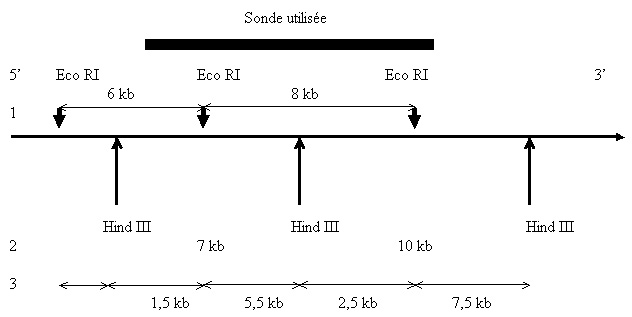 Sonde utilisée
5’ Eco RI Eco RI Eco RI 3’
6 kb 8 kb
1
Hind III Hind III Hind III
2 7 kb 10 kb
3
1,5 kb 5,5 kb 2,5 kb 7,5 kb